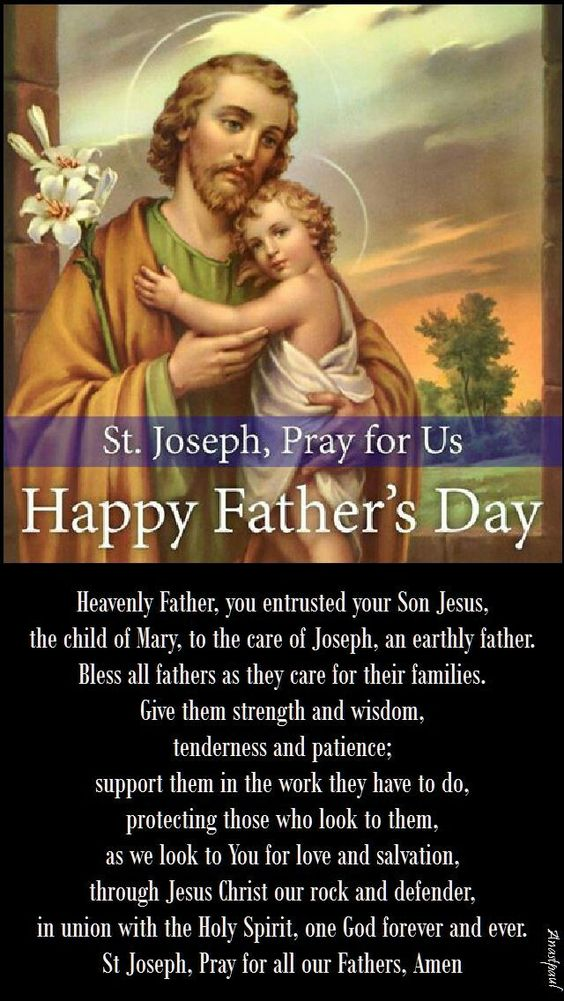 St. Joseph, Pray for Us
Happy Father's Day
Heavenly Father, you entrusted your Son Jesus,
the child of Mary, to the care of Joseph, an earthly father.
Bless all fathers as they care for their families.
Give them strength and wisdom,
tenderness and patience;
support them in the work they have to do,
protecting those who look to them,
as we look to You for love and salvation,
through Jesus Christ our rock and defender,
in union with the Holy Spirit, one God forever and ever.
St Joseph, Pray for all our Fathers, Amen
Anastpaul